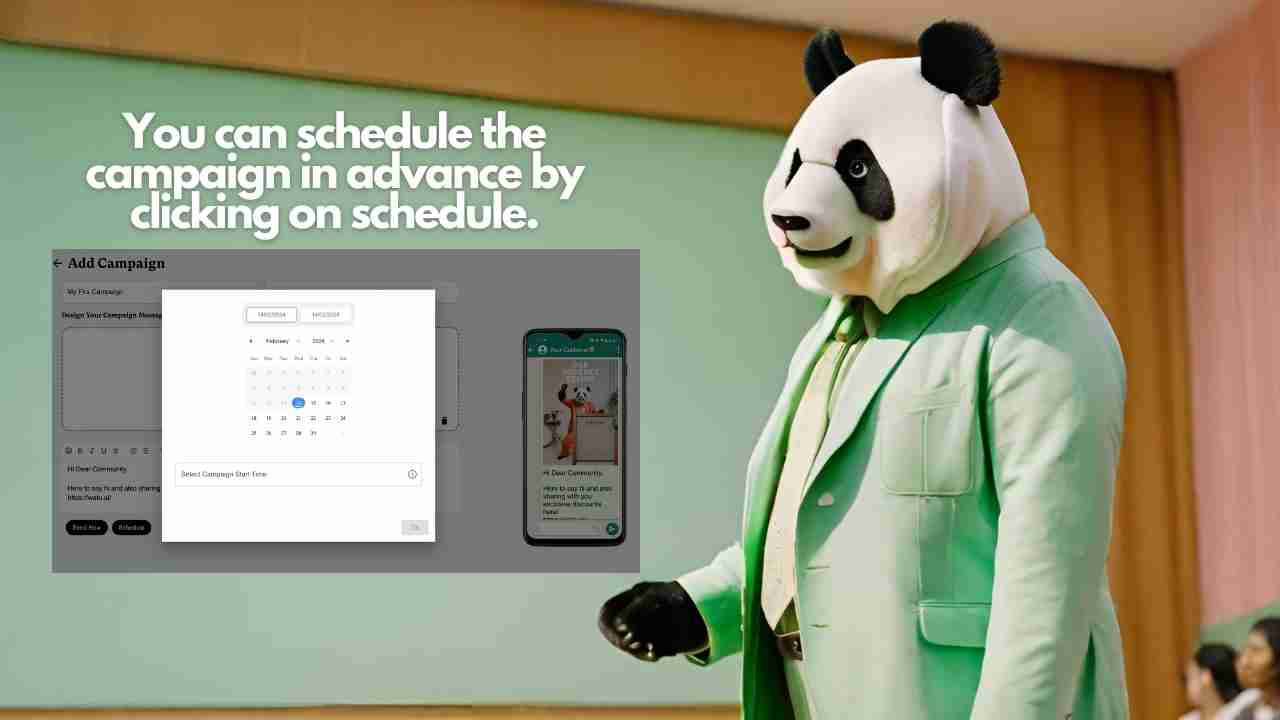 You can schedule the
campaign in advance by
clicking on schedule.
← Add Campaign
My First Campaign
Design Your Campaign Messag
14/02/2024 14/02/2024
February 2024
Sun Mon Tue Wed Thu Fri Sat
15 16 17
18 19 20 21 22 23 24
25 26 27 28 29
B I U S
Hi Dear Community
Here to say hi and also sharing
Select Campaign Start Time
Send Now Schedule
Ok
Your Customer
Hi Dear Community,
Here to say hi and also
sharing with you
exclusive discounts
here!